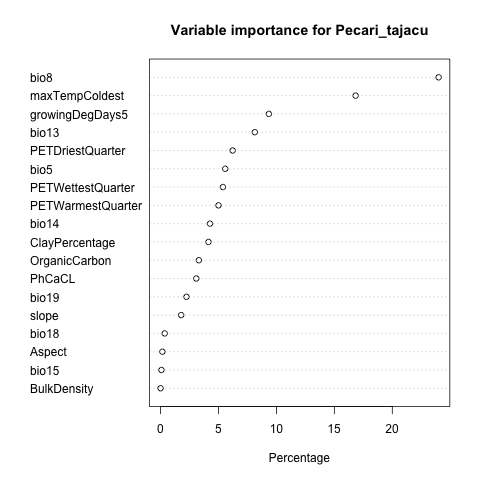 Variable importance for Pecari_tajacu
bio8
maxTempColdest
growingDegDays5
bio13
PETDriestQuarter
bio5
PETWettestQuarter
PETWarmestQuarter
bio14
ClayPercentage
OrganicCarbon
PhCaCL
bio19
slope
bio18
Aspect
bio15
BulkDensity
0 5 10 15 20
Percentage